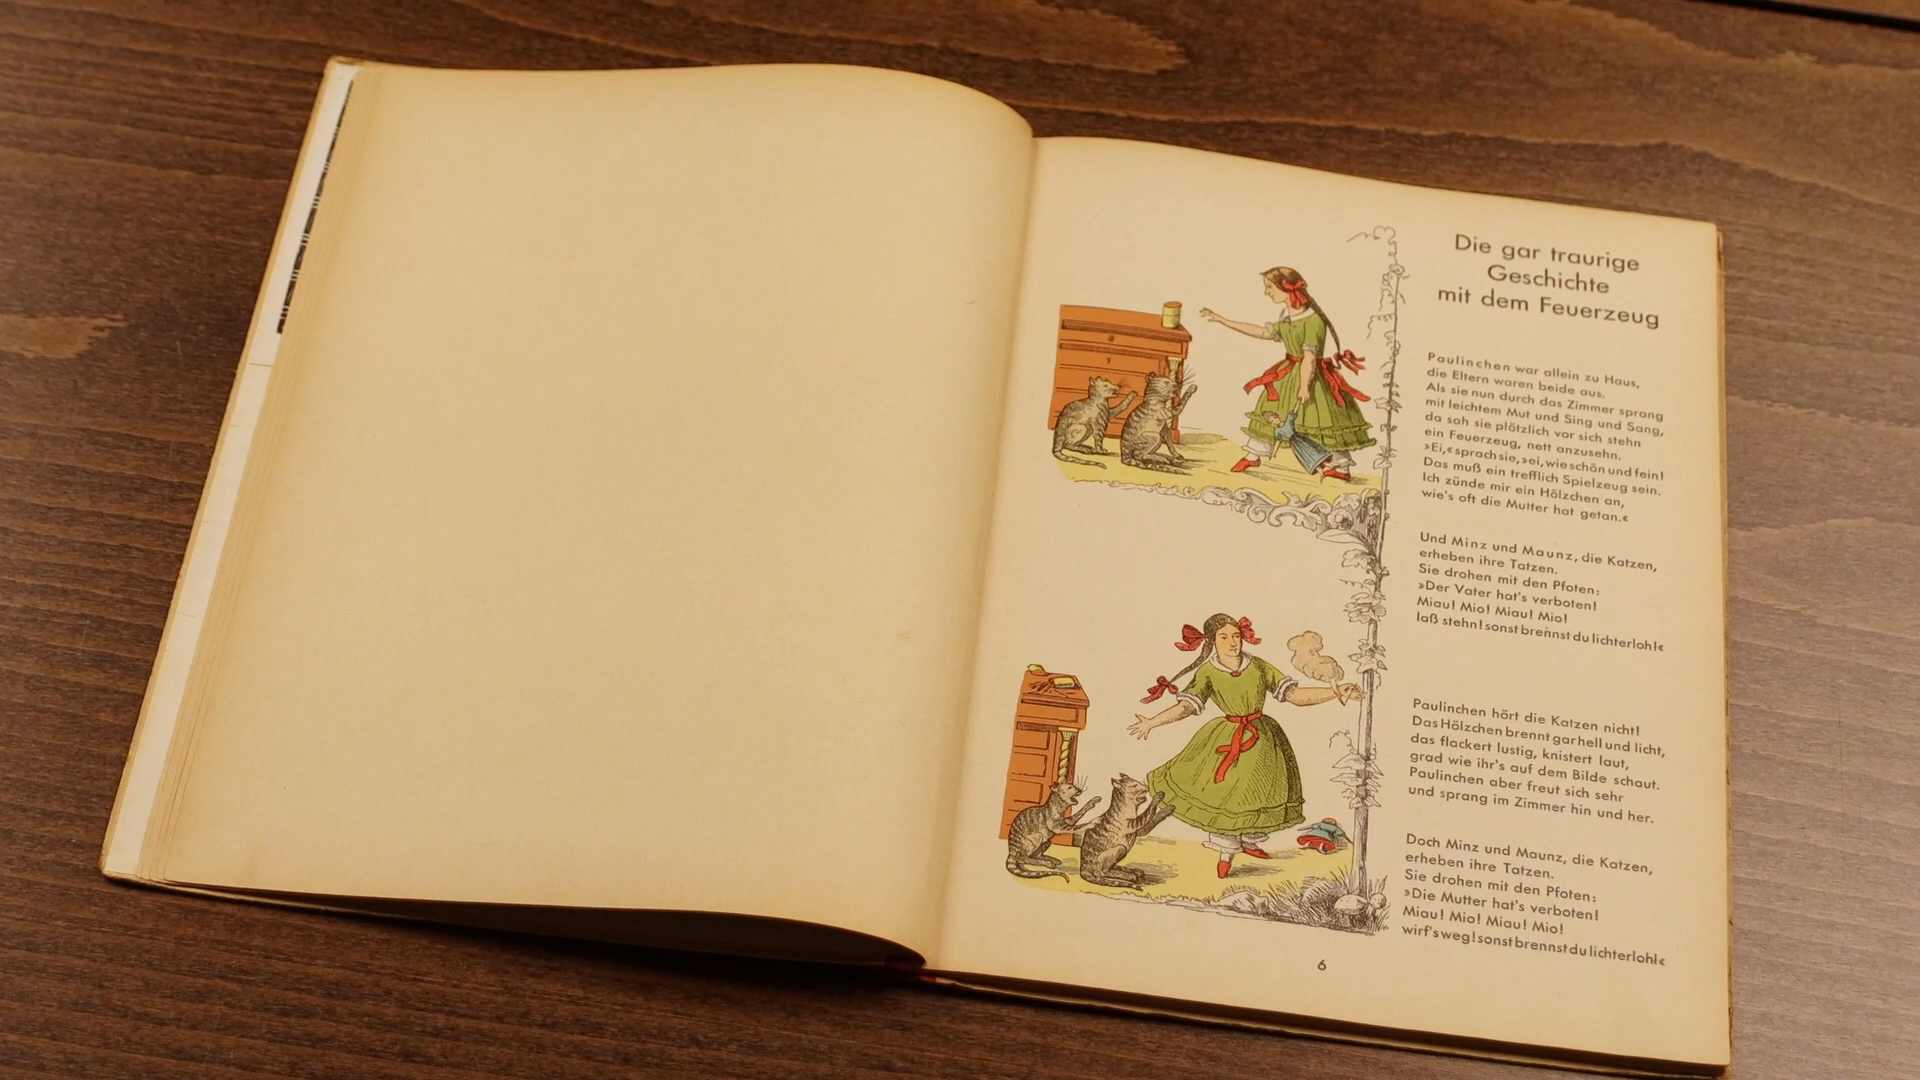 Die gar traurige
Geschichte
mit dem Feuerzeug
Paulinchen war allein zu Haus,
die Eltern waren beide aus.
Als sie nun durch das Zimmer sprang
mit leichtem Mut und Sing und Sang,
da sah sie plötzlich vor sich stehn
ein Feuerzeug, nett anzusehn.
»Ei,« sprach sie, »ei, wie schön und fein!
Das muß ein trefflich Spielzeug sein.
Ich zünde mir ein Hölzchen an,
wie's oft die Mutter hat getan.«
Und Minz und Maunz, die Katzen,
erheben ihre Tatzen.
Sie drohen mit den Pfoten:
»Der Vater hat's verboten!
Miau! Mio! Miau! Mio!
laß stehn! sonst brennst du lichterloh!«
Paulinchen hört die Katzen nicht!
Das Hölzchen brennt gar hell und licht,
das flackert lustig, knistert laut,
grad wie ihr's auf dem Bilde schaut.
Paulinchen aber freut sich sehr
und sprang im Zimmer hin und her.
Doch Minz und Maunz, die Katzen,
erheben ihre Tatzen.
Sie drohen mit den Pfoten:
»Die Mutter hat's verboten!
Miau! Mio! Miau! Mio!
wirf's weg! sonst brennst du lichterloh!«
6